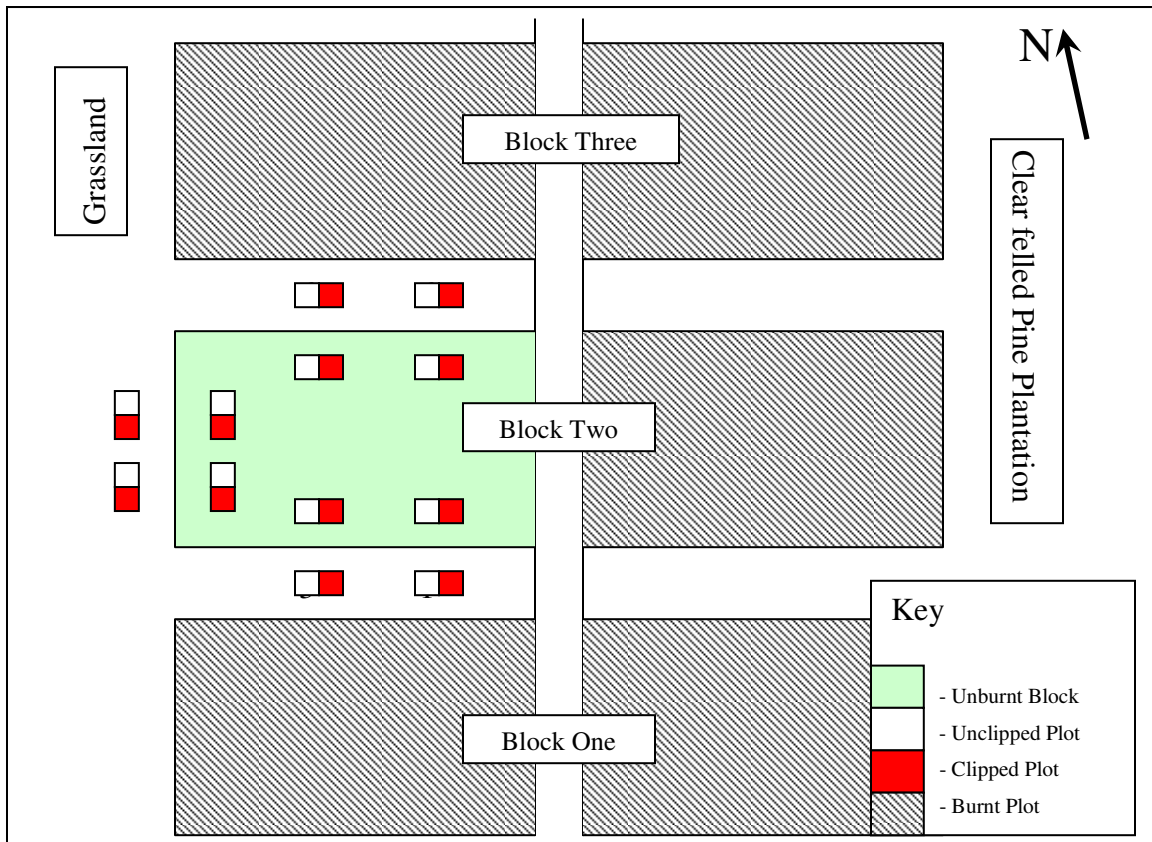 N
Grassland
Block Three
Clear felled Pine Plantation
Block Two
Block One
Key
- Unburnt Block
- Unclipped Plot
- Clipped Plot
- Burnt Plot